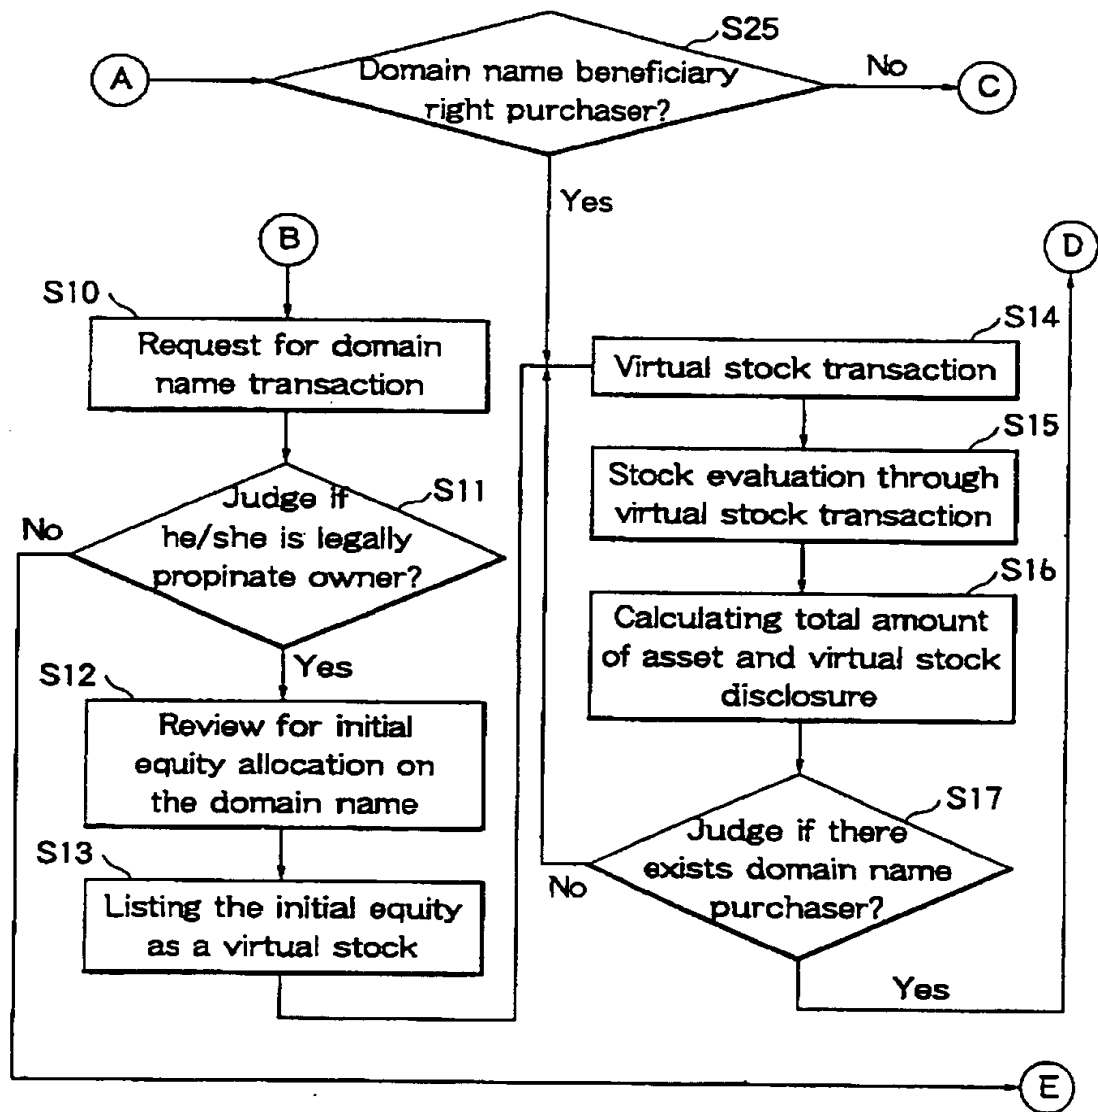 S25
A
Domain name beneficiary
right purchaser?
No
C
Yes
B
D
S10
Request for domain
name transaction
S14
Virtual stock transaction
S15
Stock evaluation through
virtual stock transaction
S11
Judge if
he/she is legally
propinate owner?
No
Yes
S16
Calculating total amount
of asset and virtual stock
disclosure
S12
Review for initial
equity allocation on
the domain name
S17
Judge if there
exists domain name
purchaser?
No
Yes
S13
Listing the initial equity
as a virtual stock
E